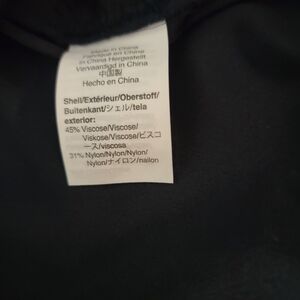 Made in China
Fabriqué en Chine
In China Hergestellt
Vervaardigd in China
中国製
Hecho en China
Shell/Extérieur/Oberstoff/
Buitenkant/シェル/tela
exterior:
45% Viscose/Viscose/
Viskose/Viscose/ビスコ
ース/viscosa
31% Nylon/Nylon/Nylon/
Nylon/ナイロン/nailon